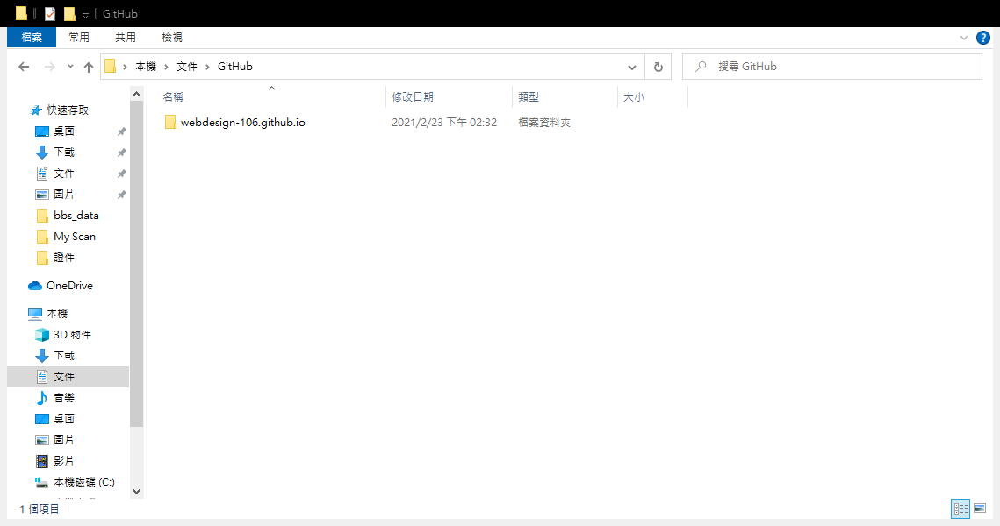 GitHub
檔案 常用 共用 檢視 ?
本機 文件 GitHub 搜尋 GitHub
名稱 修改日期 類型 大小
webdesign-106.github.io 2021/2/23 下午 02:32 檔案資料夾
快速存取
桌面
下載
文件
圖片
bbs_data
My Scan
證件
OneDrive
本機
3D 物件
下載
文件
音樂
桌面
圖片
影片
本機磁碟 (C:)
1 個項目